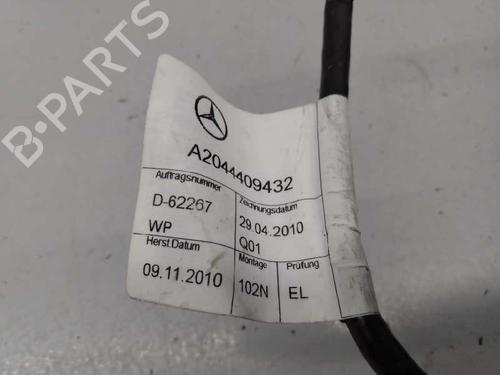 B-PARTS
A2044409432
Auftragsnummer
Zeichnungsdatum
D-62267
29.04.2010
WP
Q01
Herst.Datum
Montage
Prüfung
09.11.2010
102N
EL